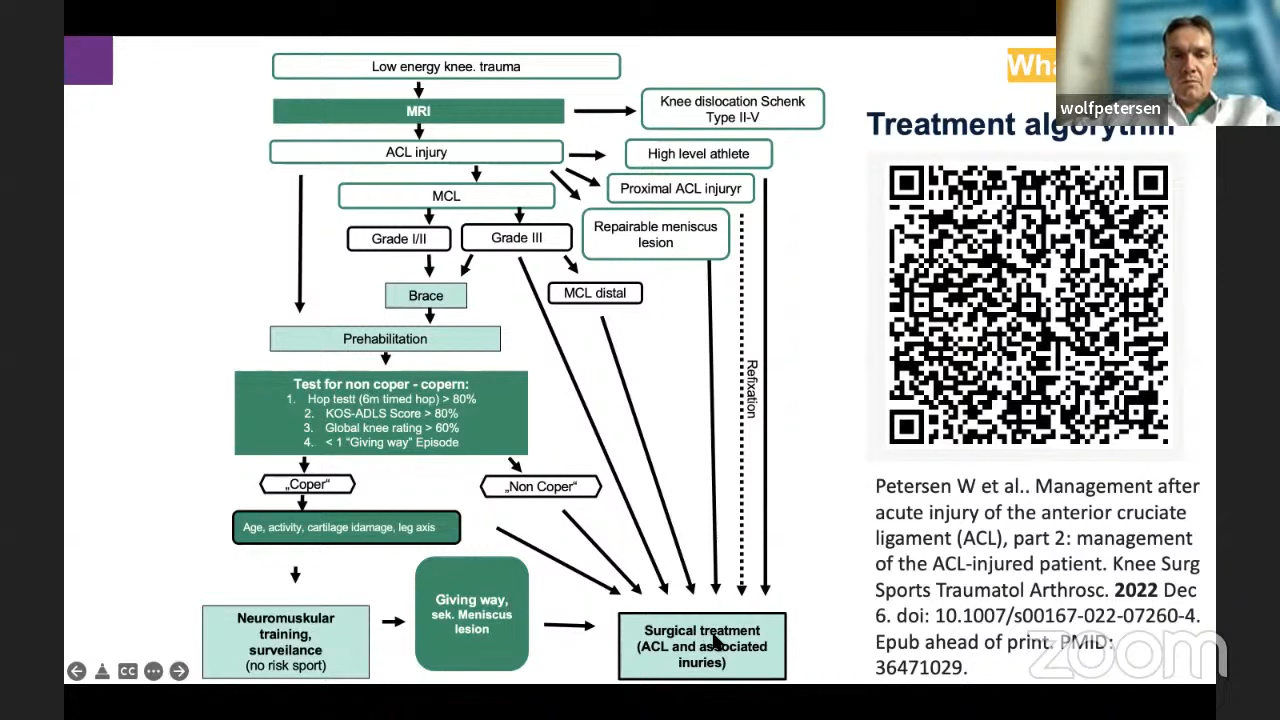 Low energy knee. trauma
MRI
Knee dislocation Schenk
Type II-V
ACL injury
High level athlete
MCL
Proximal ACL injuryr
Grade I/II
Grade III
Repairable meniscus
lesion
Brace
MCL distal
Prehabilitation
Test for non coper - copern:
1. Hop testt (6m timed hop) > 80%
2. KOS-ADLS Score > 80%
3. Global knee rating > 60%
4. < 1 "Giving way" Episode
Refixation
„Coper“
„Non Coper“
Age, activity, cartilage idamage, leg axis
Neuromuskular
training,
surveilance
(no risk sport)
Giving way,
sek. Meniscus
lesion
Surgical treatment
(ACL and associated
inuries)
wolfpetersen
Treatment algorythm
Petersen W et al.. Management after
acute injury of the anterior cruciate
ligament (ACL), part 2: management
of the ACL-injured patient. Knee Surg
Sports Traumatol Arthrosc. 2022 Dec
6. doi: 10.1007/s00167-022-07260-4.
Epub ahead of print. PMID:
36471029.
zoom
CC